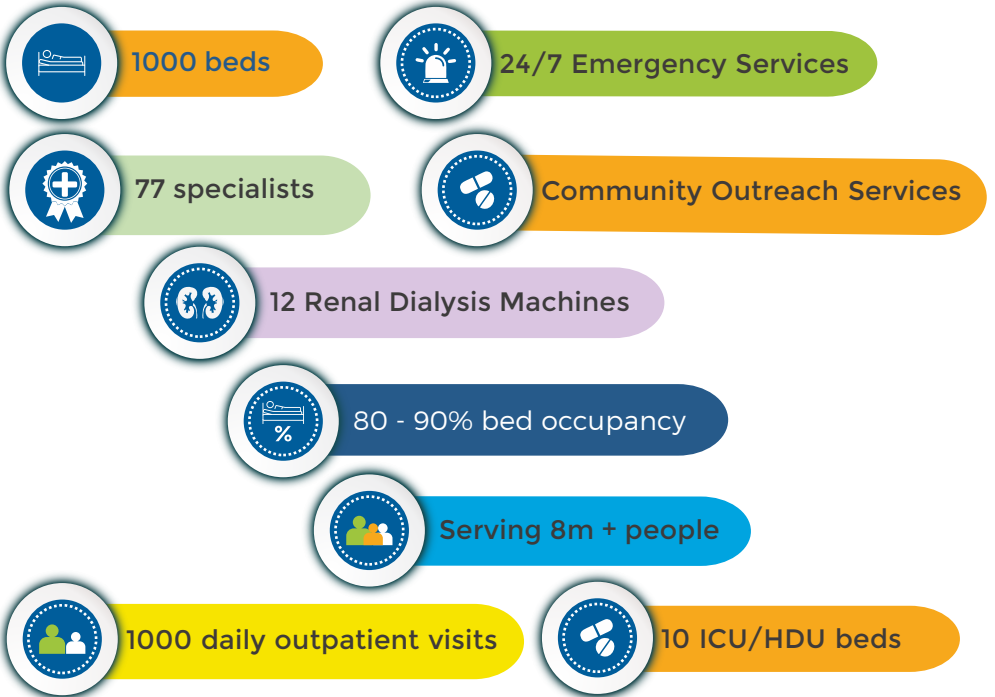 1000 beds
24/7 Emergency Services
77 specialists
Community Outreach Services
12 Renal Dialysis Machines
%
80 - 90% bed occupancy
Serving 8m + people
1000 daily outpatient visits
10 ICU/HDU beds